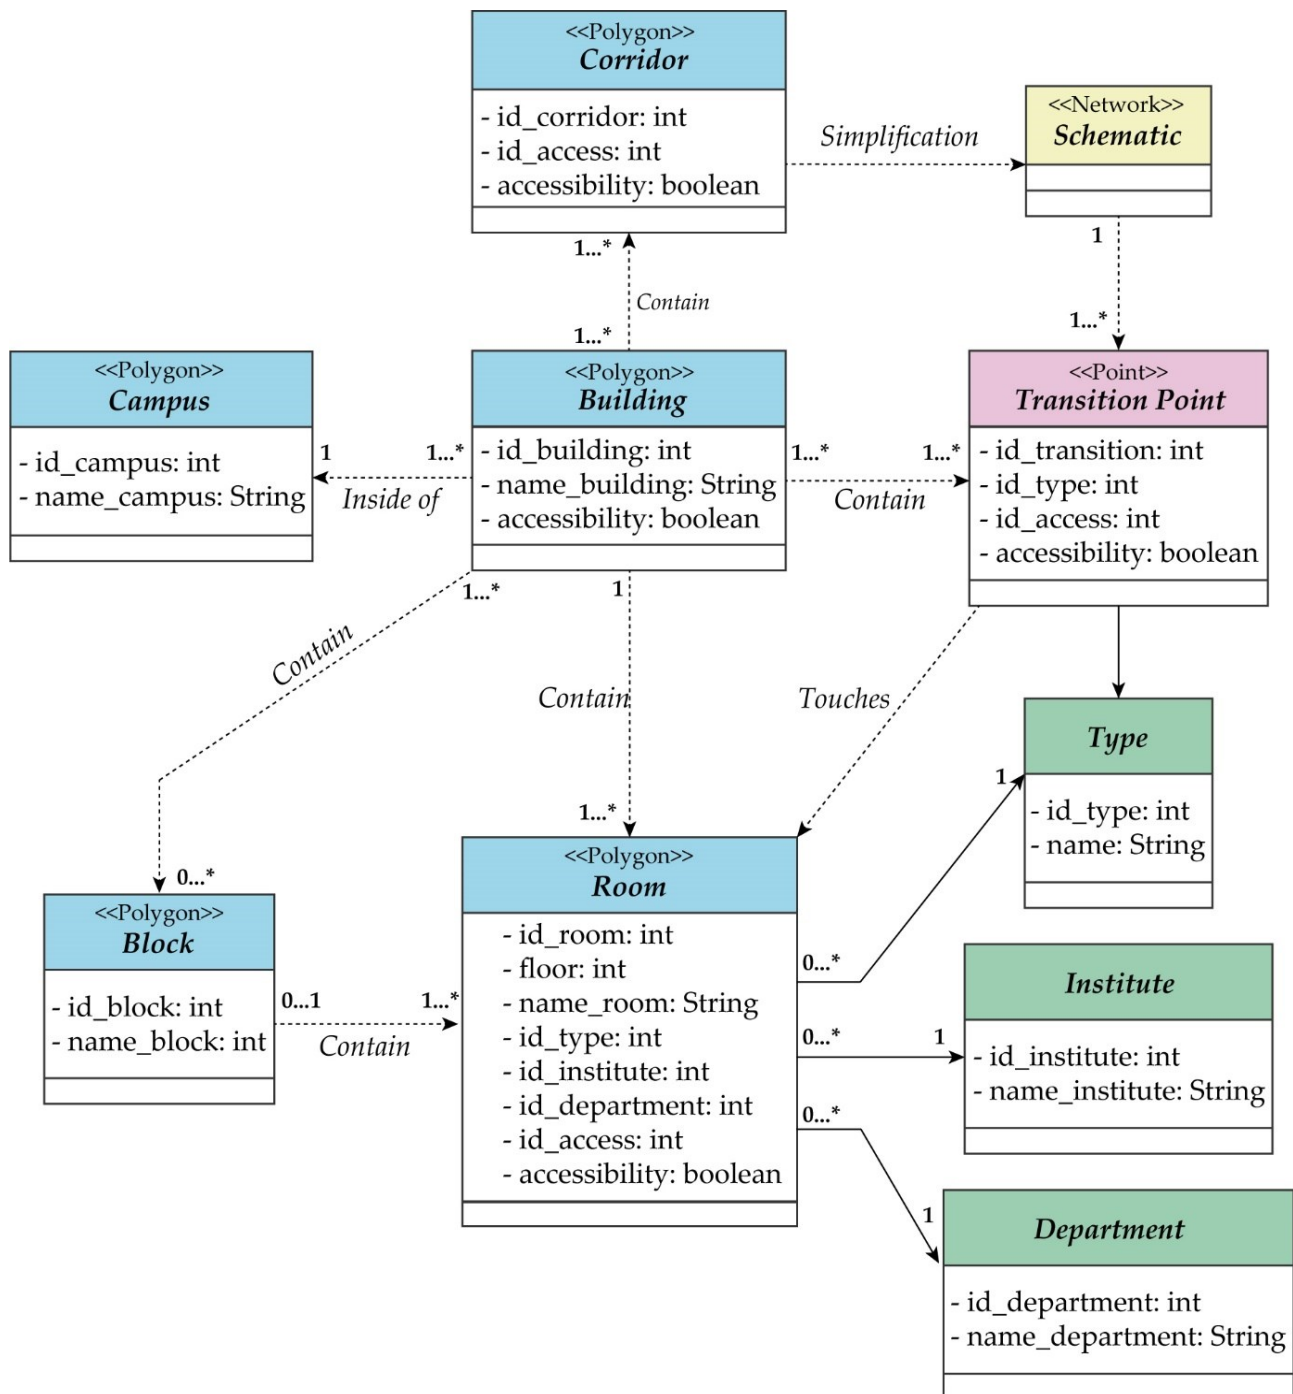 <<Polygon>>
Corridor
- id_corridor: int
- id_access: int
- accessibility: boolean
Simplification
<<Network>>
Schematic
1...*
Contain
1...*
1
1...*
<<Polygon>>
Campus
- id_campus: int
- name_campus: String
1
1...*
Inside of
<<Polygon>>
Building
- id_building: int
- name_building: String
- accessibility: boolean
1...*
1...*
Contain
<<Point>>
Transition Point
- id_transition: int
- id_type: int
- id_access: int
- accessibility: boolean
1...*
Contain
0...*
1
Contain
1...*
Touches
Type
- id_type: int
- name: String
<<Polygon>>
Block
- id_block: int
- name_block: int
0...1
1...*
Contain
<<Polygon>>
Room
- id_room: int
- floor: int
- name_room: String
- id_type: int
- id_institute: int
- id_department: int
- id_access: int
- accessibility: boolean
0...*
1
0...*
1
0...*
1
Institute
- id_institute: int
- name_institute: String
Department
- id_department: int
- name_department: String